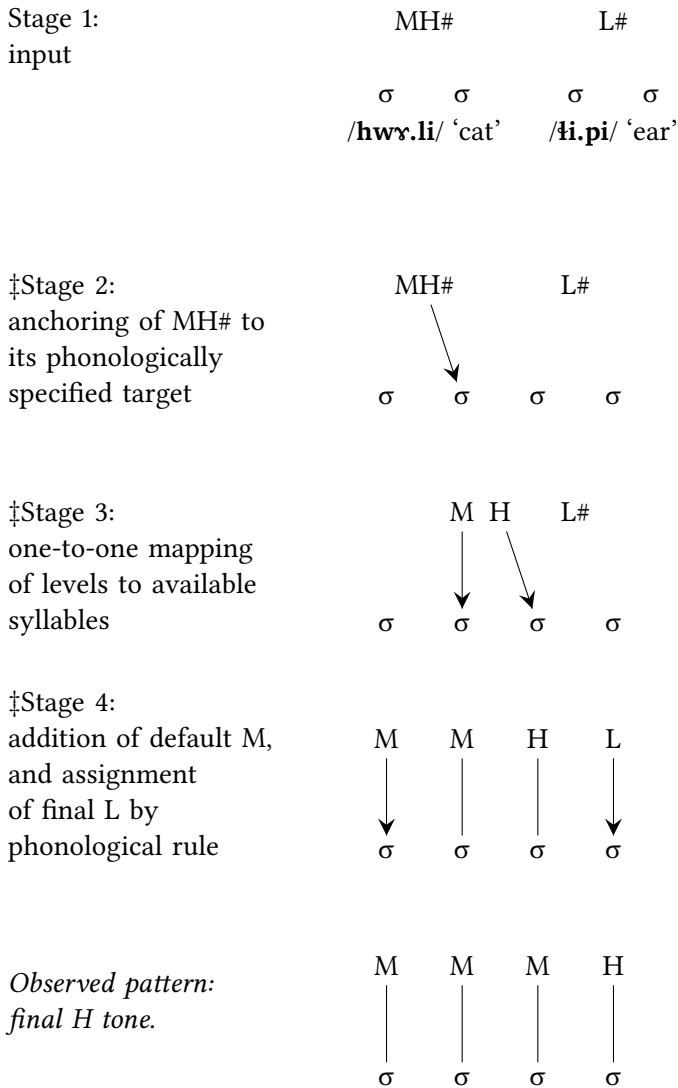 Stage 1: MH# L#
input
σ σ σ σ
/hwɤ.li/ ‘cat’ /ɬi.pi/ ‘ear’
‡Stage 2: MH# L#
anchoring of MH# to
its phonologically
specified target σ σ σ σ
‡Stage 3: M H L#
one-to-one mapping
of levels to available
syllables σ σ σ σ
‡Stage 4:
addition of default M, M M H L
and assignment
of final L by
phonological rule σ σ σ σ
M M M H
Observed pattern:
final H tone.
σ σ σ σ